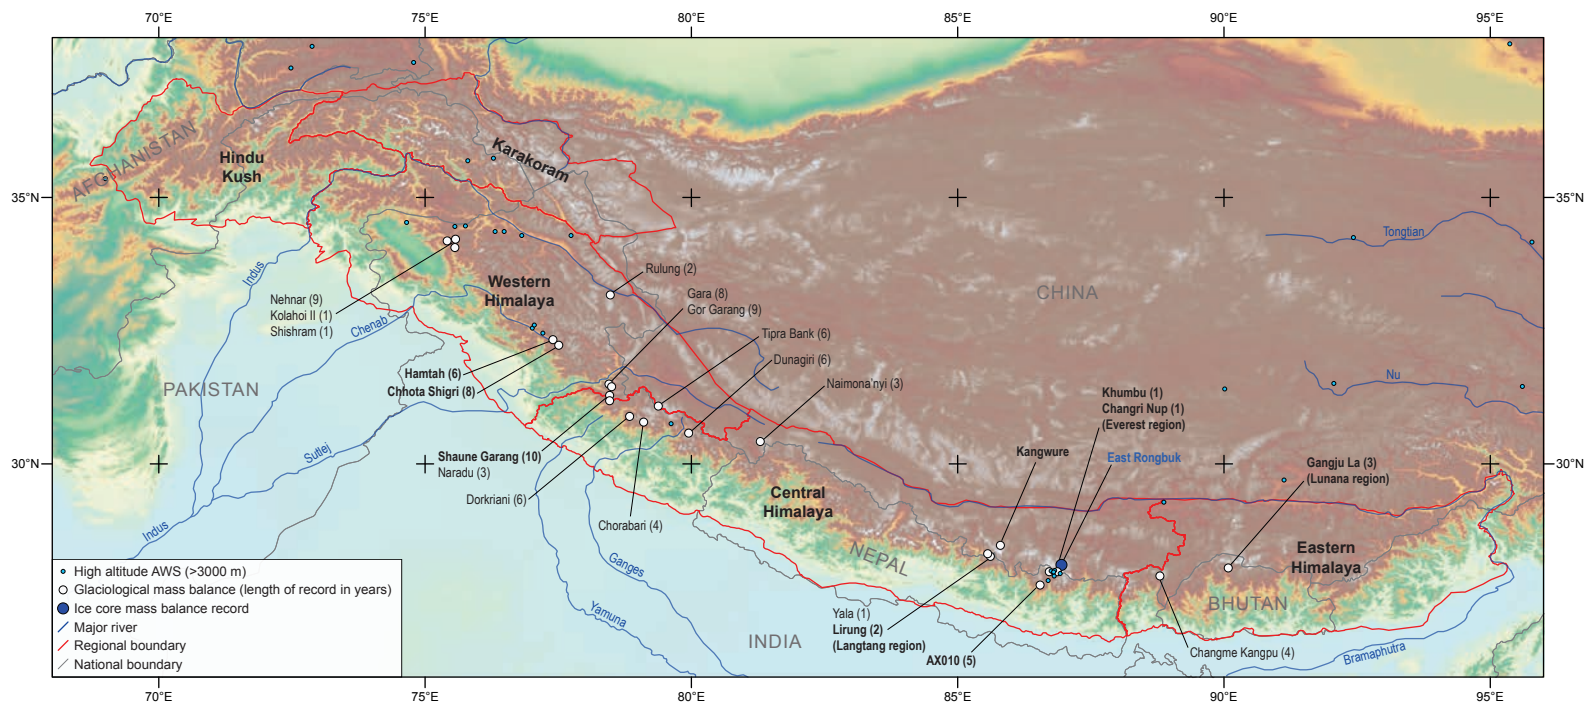 70°E
75°E
80°E
85°E
90°E
95°E
AFGHANISTAN
Hindu
Kush
Karakoram
35°N
35°N
Tongtian
Indus
Western
Himalaya
Rulung (2)
CHINA
Nehnar (9)
Kolahoi II (1)
Shishram (1)
Chenab
Gara (8)
Gor Garang (9)
Tipra Bank (6)
Dunagiri (6)
PAKISTAN
Hamtah (6)
Chhota Shigri (8)
Naimona'nyi (3)
Nu
Khumbu (1)
Changri Nup (1)
(Everest region)
Sutlej
Shaune Garang (10)
Naradu (3)
Kangwure
East Rongbuk
30°N
30°N
Gangju La (3)
(Lunana region)
Dorkriani (6)
Central
Himalaya
Chorabari (4)
Indus
NEPAL
Eastern
Himalaya
Ganges
High altitude AWS (>3000 m)
Glaciological mass balance (length of record in years)
Ice core mass balance record
Major river
Regional boundary
National boundary
Yamuna
INDIA
Yala (1)
Lirung (2)
(Langtang region)
AX010 (5)
BHUTAN
Changme Kangpu (4)
Bramaphutra
70°E
75°E
80°E
85°E
90°E
95°E